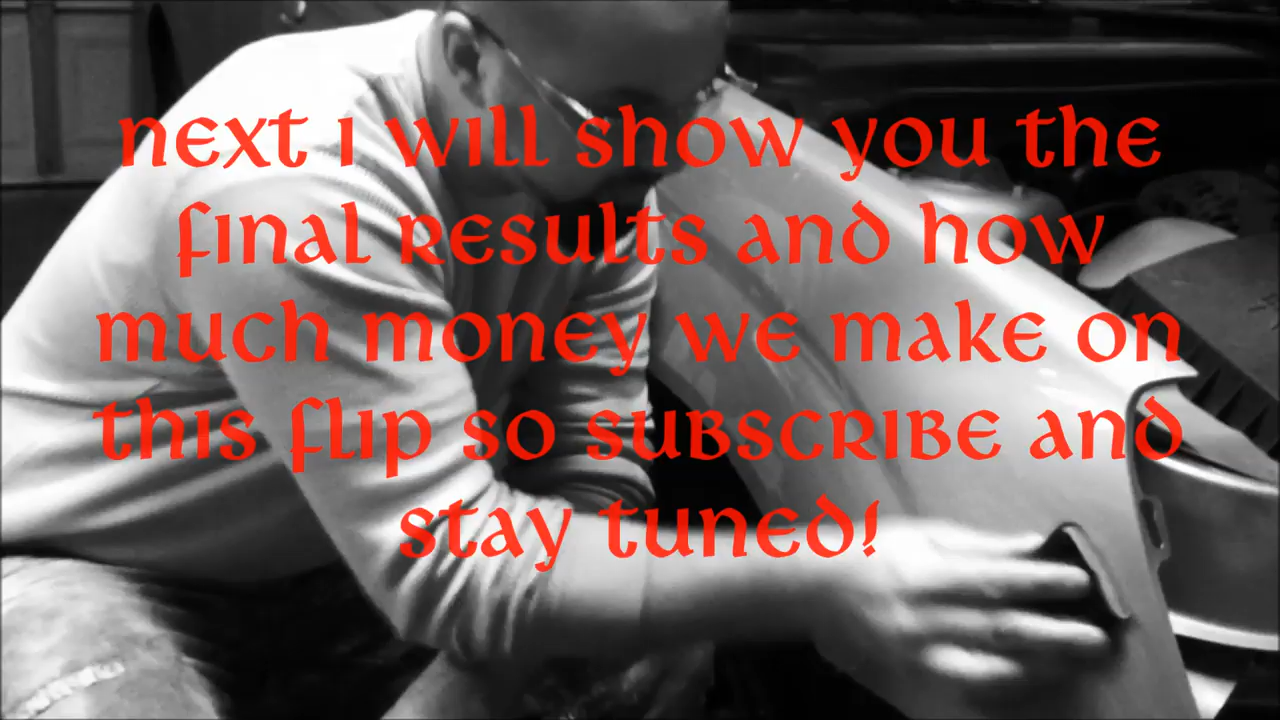 next I will show you the
final results and how
much money we make on
this flip so subscribe and
stay tuned!